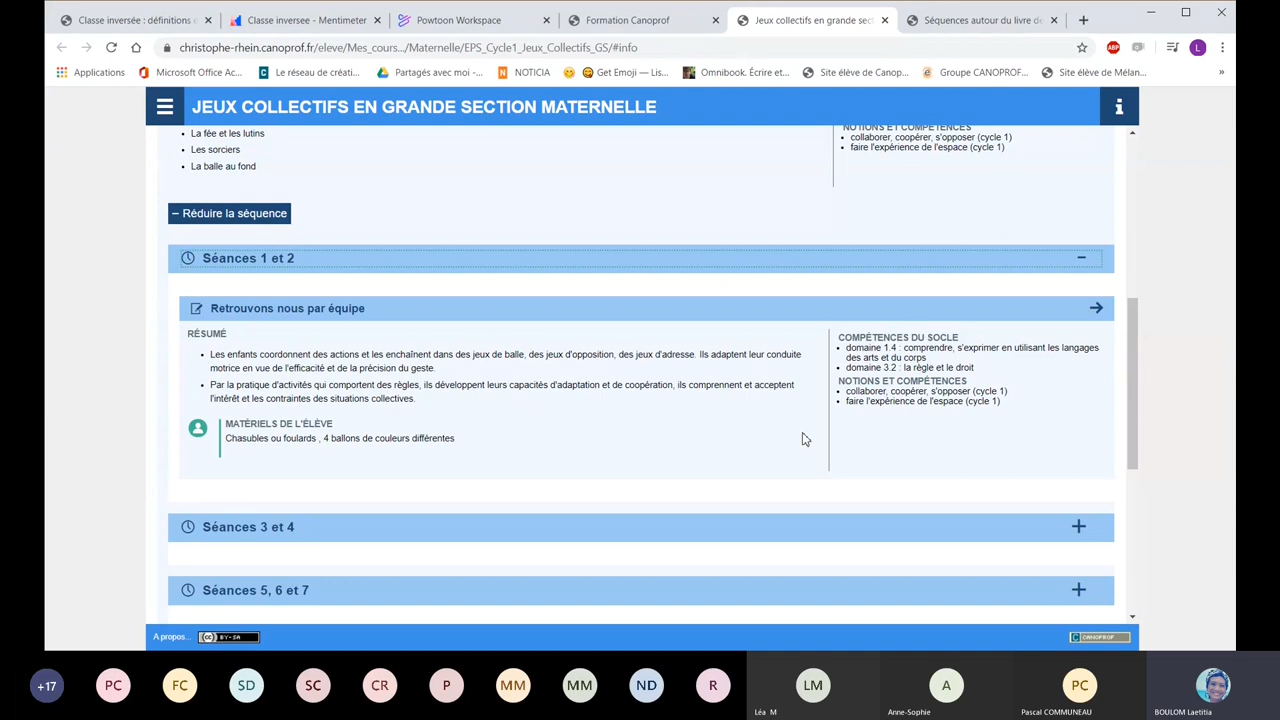 Classe inversée : définitions e
Classe inversee - Mentimeter
Powtoon Workspace
Formation Canoprof
Jeux collectifs en grande sect
Séquences autour du livre de
christophe-rhein.canoprof.fr/eleve/Mes_cours.../Maternelle/EPS_Cycle1_Jeux_Collectifs_GS/#info
ABP
L
Applications
Microsoft Office Ac...
Le réseau de créati...
Partagés avec moi -...
NOTICIA
Get Emoji — Lis...
Omnibook. Écrire et...
Site élève de Canop...
Groupe CANOPROF...
Site élève de Mélan...
»
JEUX COLLECTIFS EN GRANDE SECTION MATERNELLE
La fée et les lutins
Les sorciers
La balle au fond
NOTIONS ET COMPÉTENCES
collaborer, coopérer, s'opposer (cycle 1)
faire l'expérience de l'espace (cycle 1)
− Réduire la séquence
Séances 1 et 2
Retrouvons nous par équipe
RÉSUMÉ
Les enfants coordonnent des actions et les enchaînent dans des jeux de balle, des jeux d'opposition, des jeux d'adresse. Ils adaptent leur conduite
motrice en vue de l'efficacité et de la précision du geste.
Par la pratique d'activités qui comportent des règles, ils développent leurs capacités d'adaptation et de coopération, ils comprennent et acceptent
l'intérêt et les contraintes des situations collectives.
MATÉRIELS DE L'ÉLÈVE
Chasubles ou foulards , 4 ballons de couleurs différentes
COMPÉTENCES DU SOCLE
domaine 1.4 : comprendre, s'exprimer en utilisant les langages
des arts et du corps
domaine 3.2 : la règle et le droit
NOTIONS ET COMPÉTENCES
collaborer, coopérer, s'opposer (cycle 1)
faire l'expérience de l'espace (cycle 1)
Séances 3 et 4
Séances 5, 6 et 7
A propos...
CC BY-SA
CANOPROF
+17
PC
FC
SD
SC
CR
P
MM
MM
ND
R
LM
A
PC
Léa M
Anne-Sophie
Pascal COMMUNEAU
BOULOM Laetitia